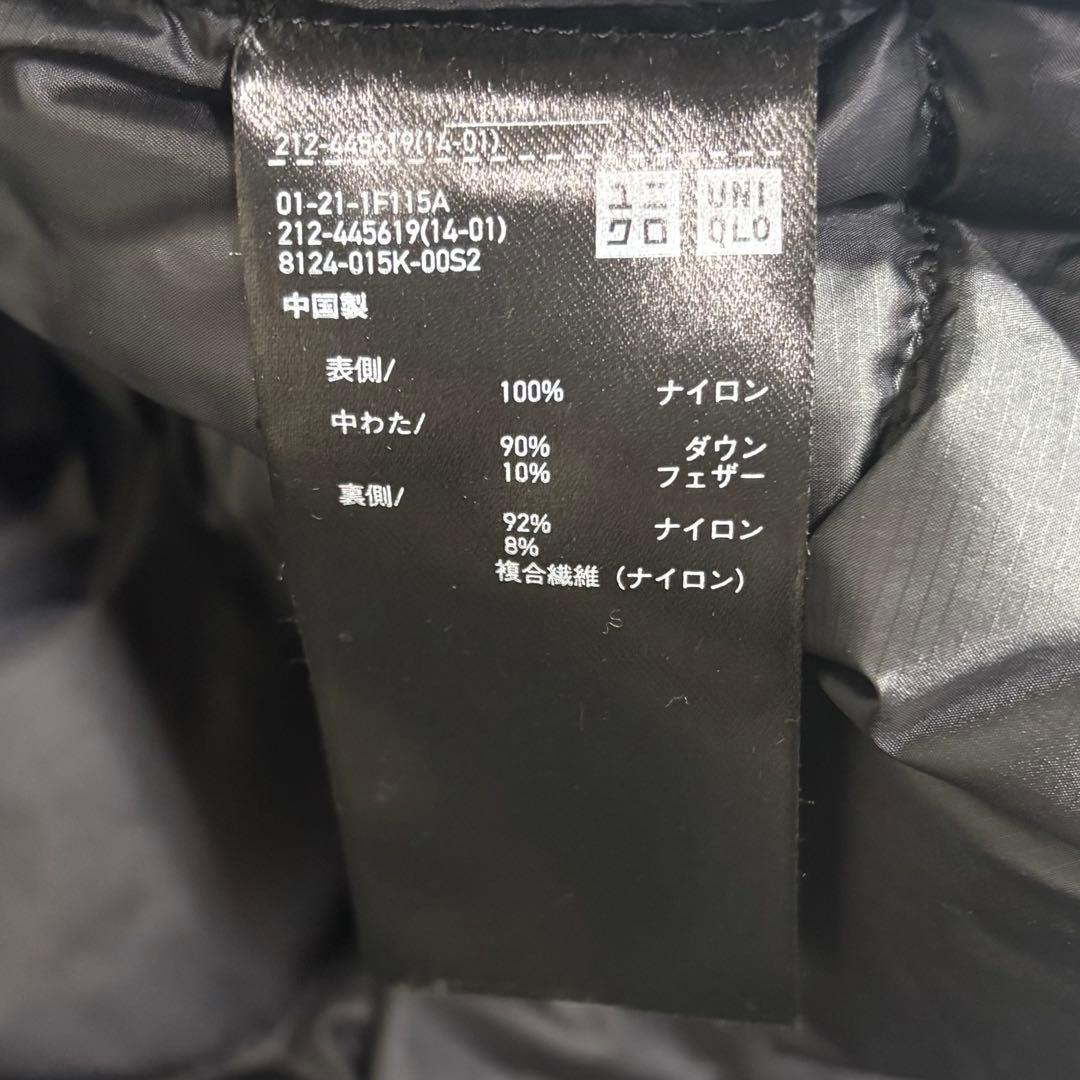 212-445619(14-01)
01-21-1F115A
212-445619(14-01)
8124-015K-00S2
ユニ
クロ
UNI
QLO
中国製
表側/
100% ナイロン
中わた/
90% ダウン
10% フェザー
裏側/
92% ナイロン
8%
複合繊維(ナイロン)